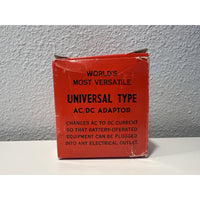 WORLD'S
MOST VERSATILE
UNIVERSAL TYPE
AC/DC ADAPTOR
CHANGES AC TO DC CURRENT
SO THAT BATTERY-OPERATED
EQUIPMENT CAN BE PLUGGED
INTO ANY ELECTRICAL OUTLET.